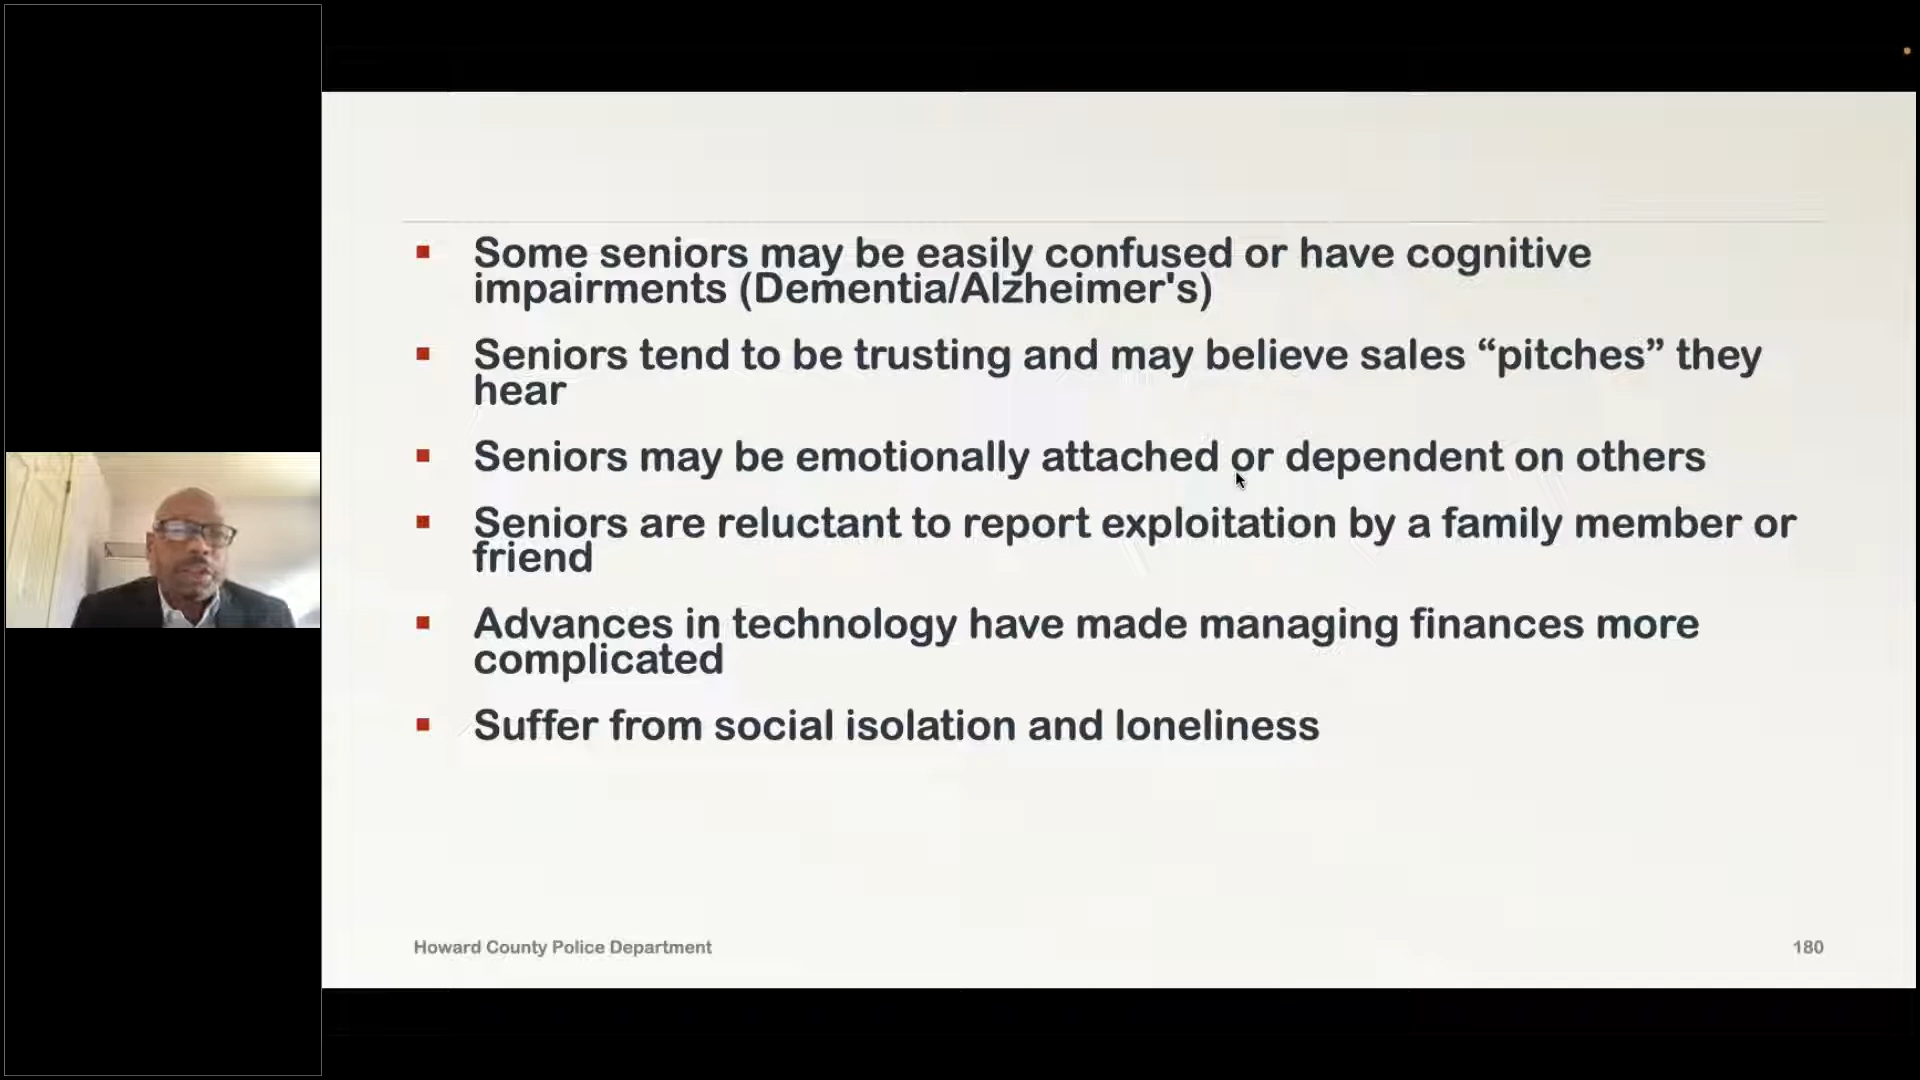 Some seniors may be easily confused or have cognitive
impairments (Dementia/Alzheimer's)
Seniors tend to be trusting and may believe sales “pitches” they
hear
Seniors may be emotionally attached or dependent on others
Seniors are reluctant to report exploitation by a family member or
friend
Advances in technology have made managing finances more
complicated
Suffer from social isolation and loneliness
Howard County Police Department
180